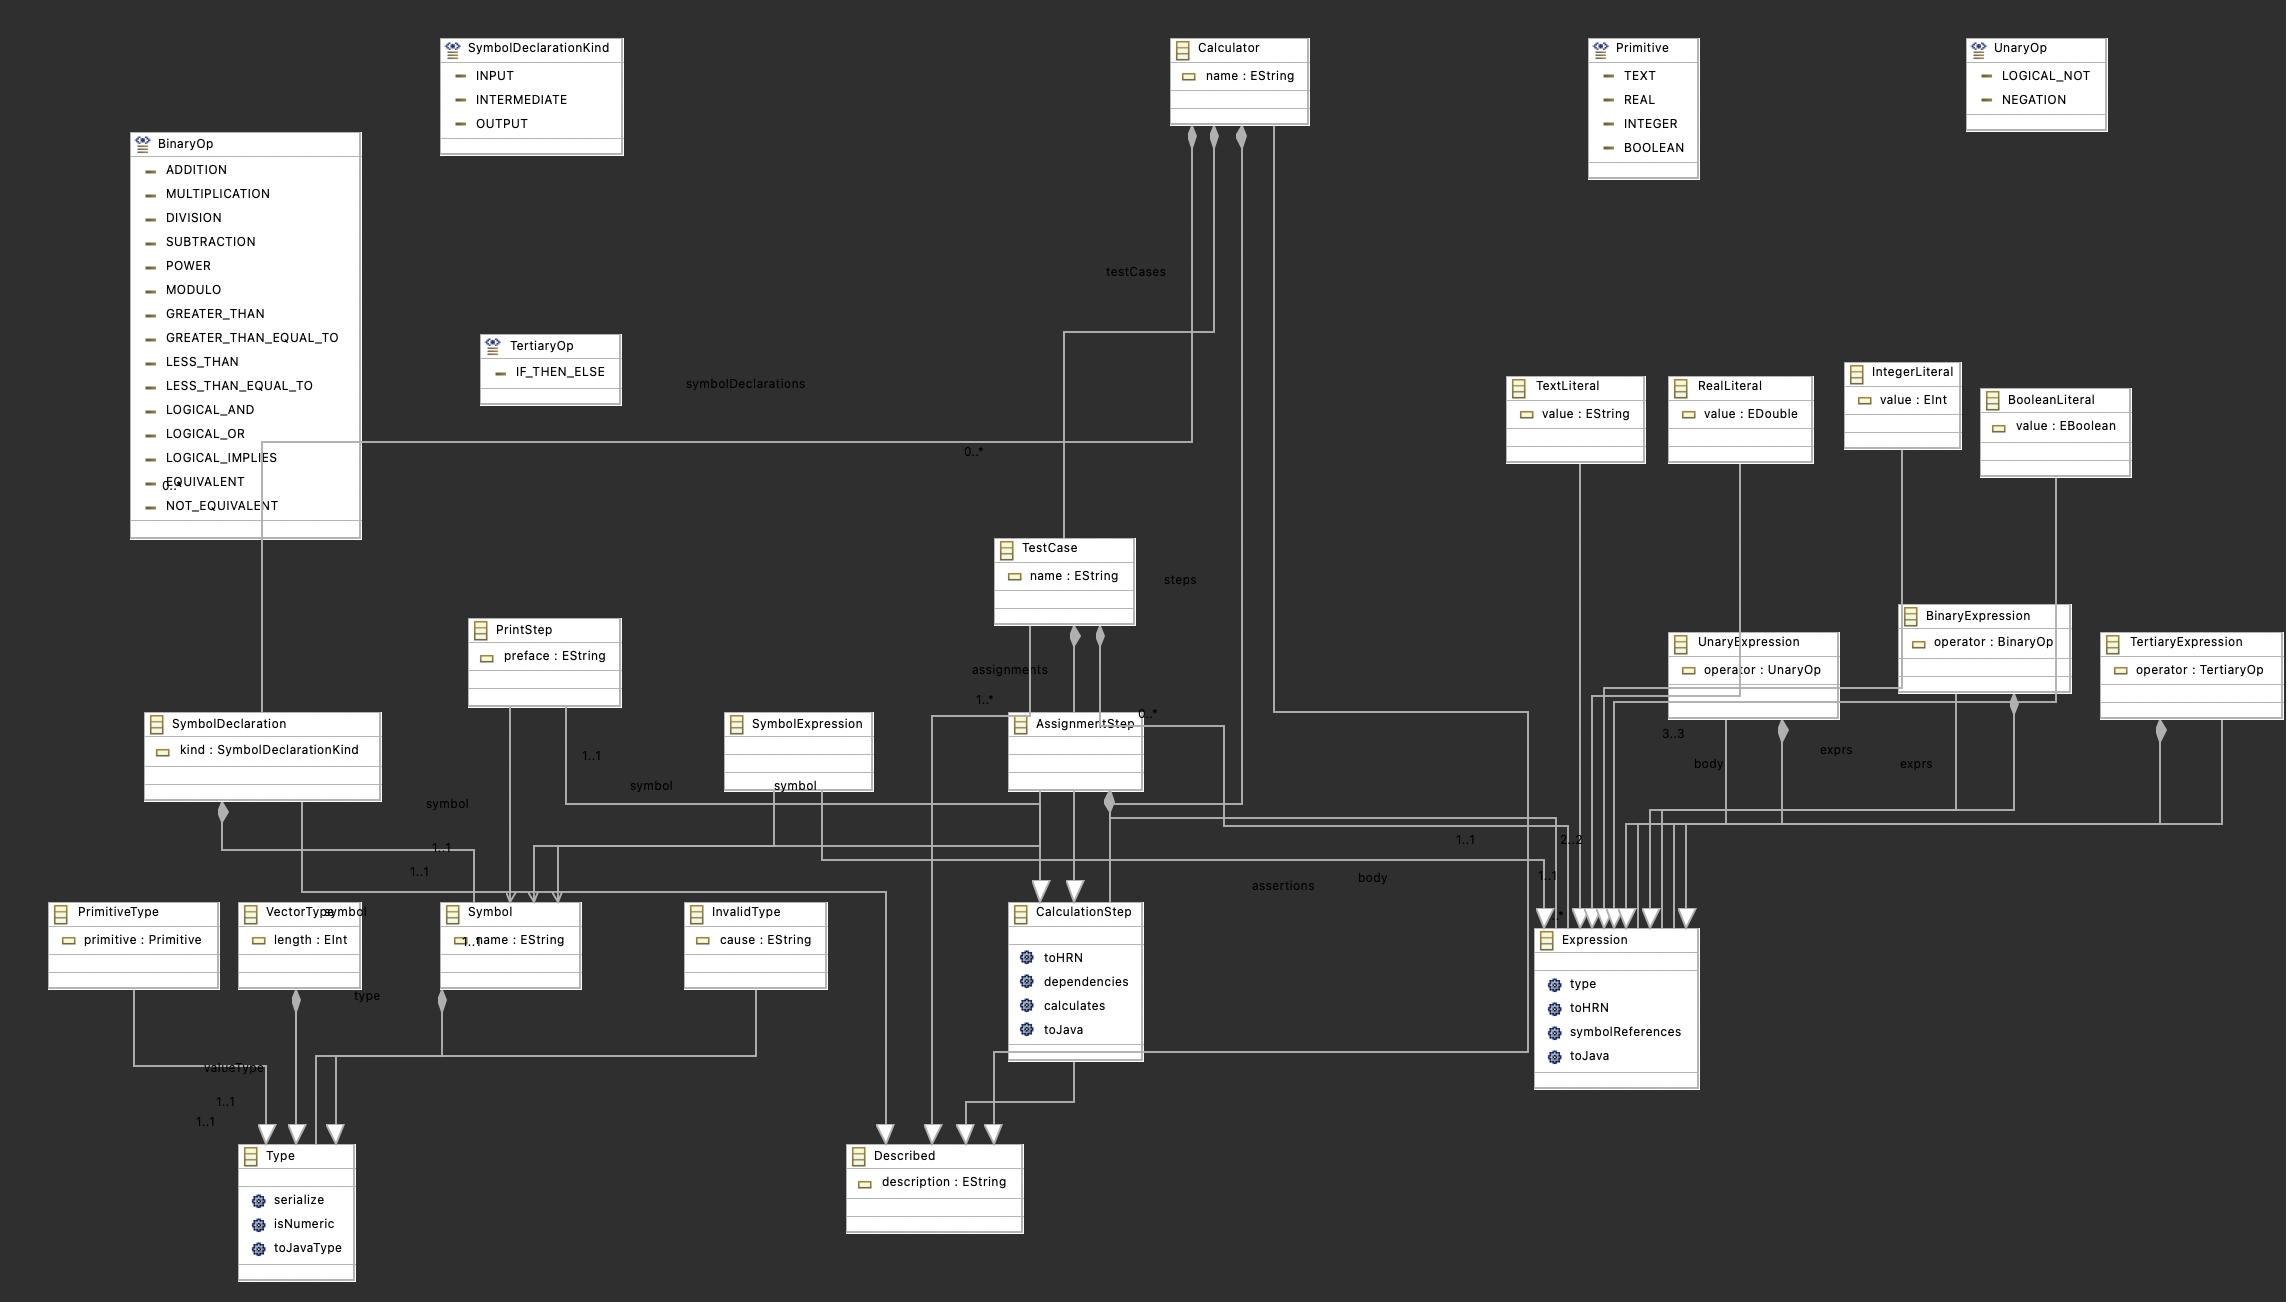 SymbolDeclarationKind
INPUT
INTERMEDIATE
OUTPUT
Calculator
name : EString
Primitive
TEXT
REAL
INTEGER
BOOLEAN
UnaryOp
LOGICAL_NOT
NEGATION
BinaryOp
ADDITION
MULTIPLICATION
DIVISION
SUBTRACTION
POWER
MODULO
GREATER_THAN
GREATER_THAN_EQUAL_TO
LESS_THAN
LESS_THAN_EQUAL_TO
LOGICAL_AND
LOGICAL_OR
LOGICAL_IMPLIES
EQUIVALENT
NOT_EQUIVALENT
0..*
testCases
TertiaryOp
IF_THEN_ELSE
symbolDeclarations
0..*
TextLiteral
value : EString
RealLiteral
value : EDouble
IntegerLiteral
value : EInt
BooleanLiteral
value : EBoolean
TestCase
name : EString
steps
PrintStep
preface : EString
assignments
1..*
0..*
UnaryExpression
operator : UnaryOp
BinaryExpression
operator : BinaryOp
TertiaryExpression
operator : TertiaryOp
SymbolDeclaration
kind : SymbolDeclarationKind
SymbolExpression
AssignmentStep
3..3
exprs
body
exprs
1..1
symbol
symbol
symbol
1..1
1..1
1..1
2..2
1..1
body
assertions
.*
PrimitiveType
primitive : Primitive
VectorType
length : EInt
symbol
Symbol
name : EString
1..1
InvalidType
cause : EString
CalculationStep
toHRN
dependencies
calculates
toJava
Expression
type
toHRN
symbolReferences
toJava
type
valueType
1..1
1..1
Type
serialize
isNumeric
toJavaType
Described
description : EString